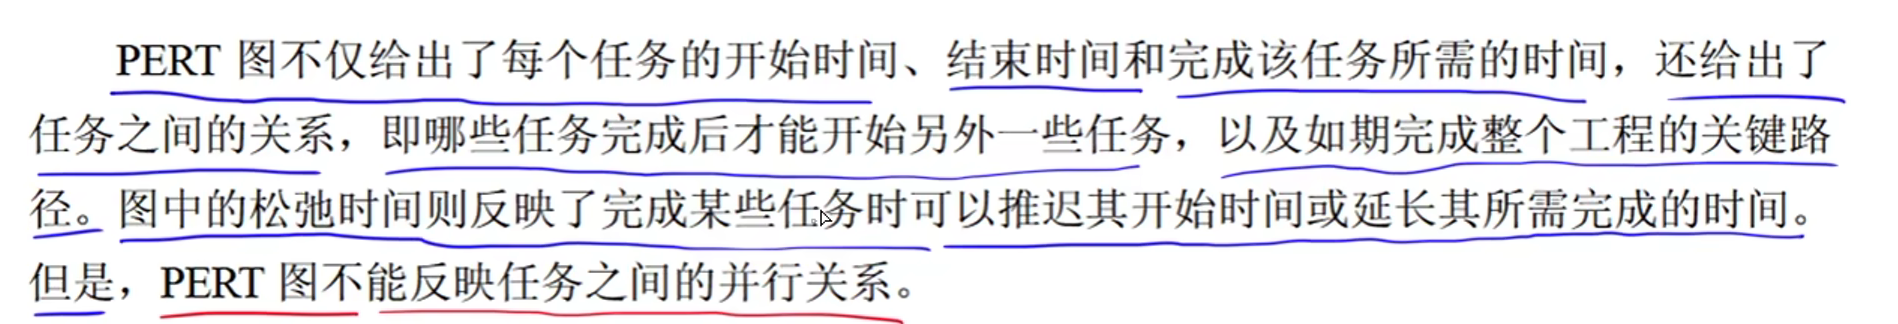 PERT 图不仅给出了每个任务的开始时间、结束时间和完成该任务所需的时间，还给出了
任务之间的关系，即哪些任务完成后才能开始另外一些任务，以及如期完成整个工程的关键路
径。图中的松弛时间则反映了完成某些任务时可以推迟其开始时间或延长其所需完成的时间。
但是，PERT 图不能反映任务之间的并行关系。